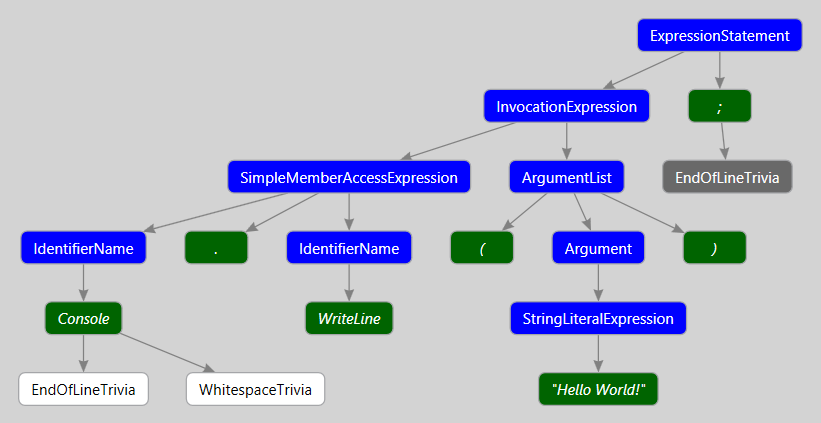 ExpressionStatement
InvocationExpression
;
SimpleMemberAccessExpression
ArgumentList
EndOfLineTrivia
IdentifierName
.
IdentifierName
(
Argument
)
Console
WriteLine
StringLiteralExpression
EndOfLineTrivia
WhitespaceTrivia
"Hello World!"